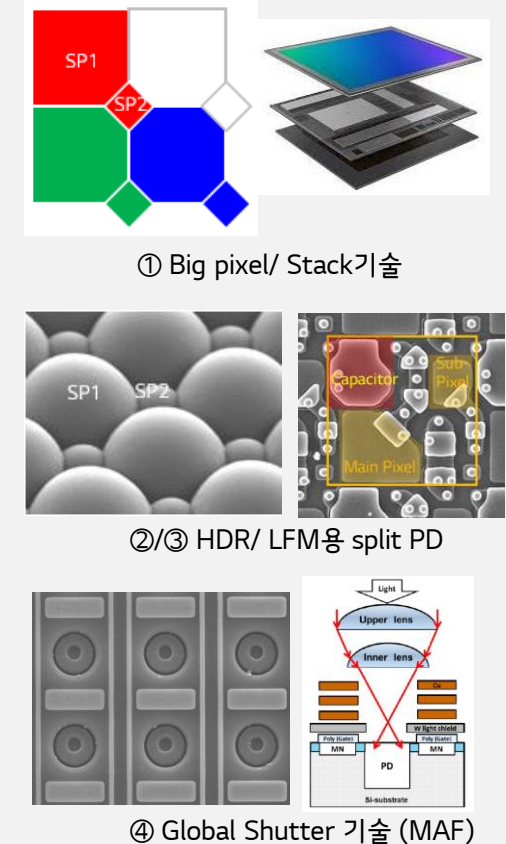 SP1
SP2
① Big pixel/ Stack기술
SP1
SP2
Capacitor
Sub-
Pixel
Main Pixel
②/③ HDR/ LFM용 split PD
Light
Upper lens
Inner lens
Cu
W light shield
Poly (Gate)
Poly (Gate)
MN
MN
PD
Si-substrate
④ Global Shutter 기술 (MAF)